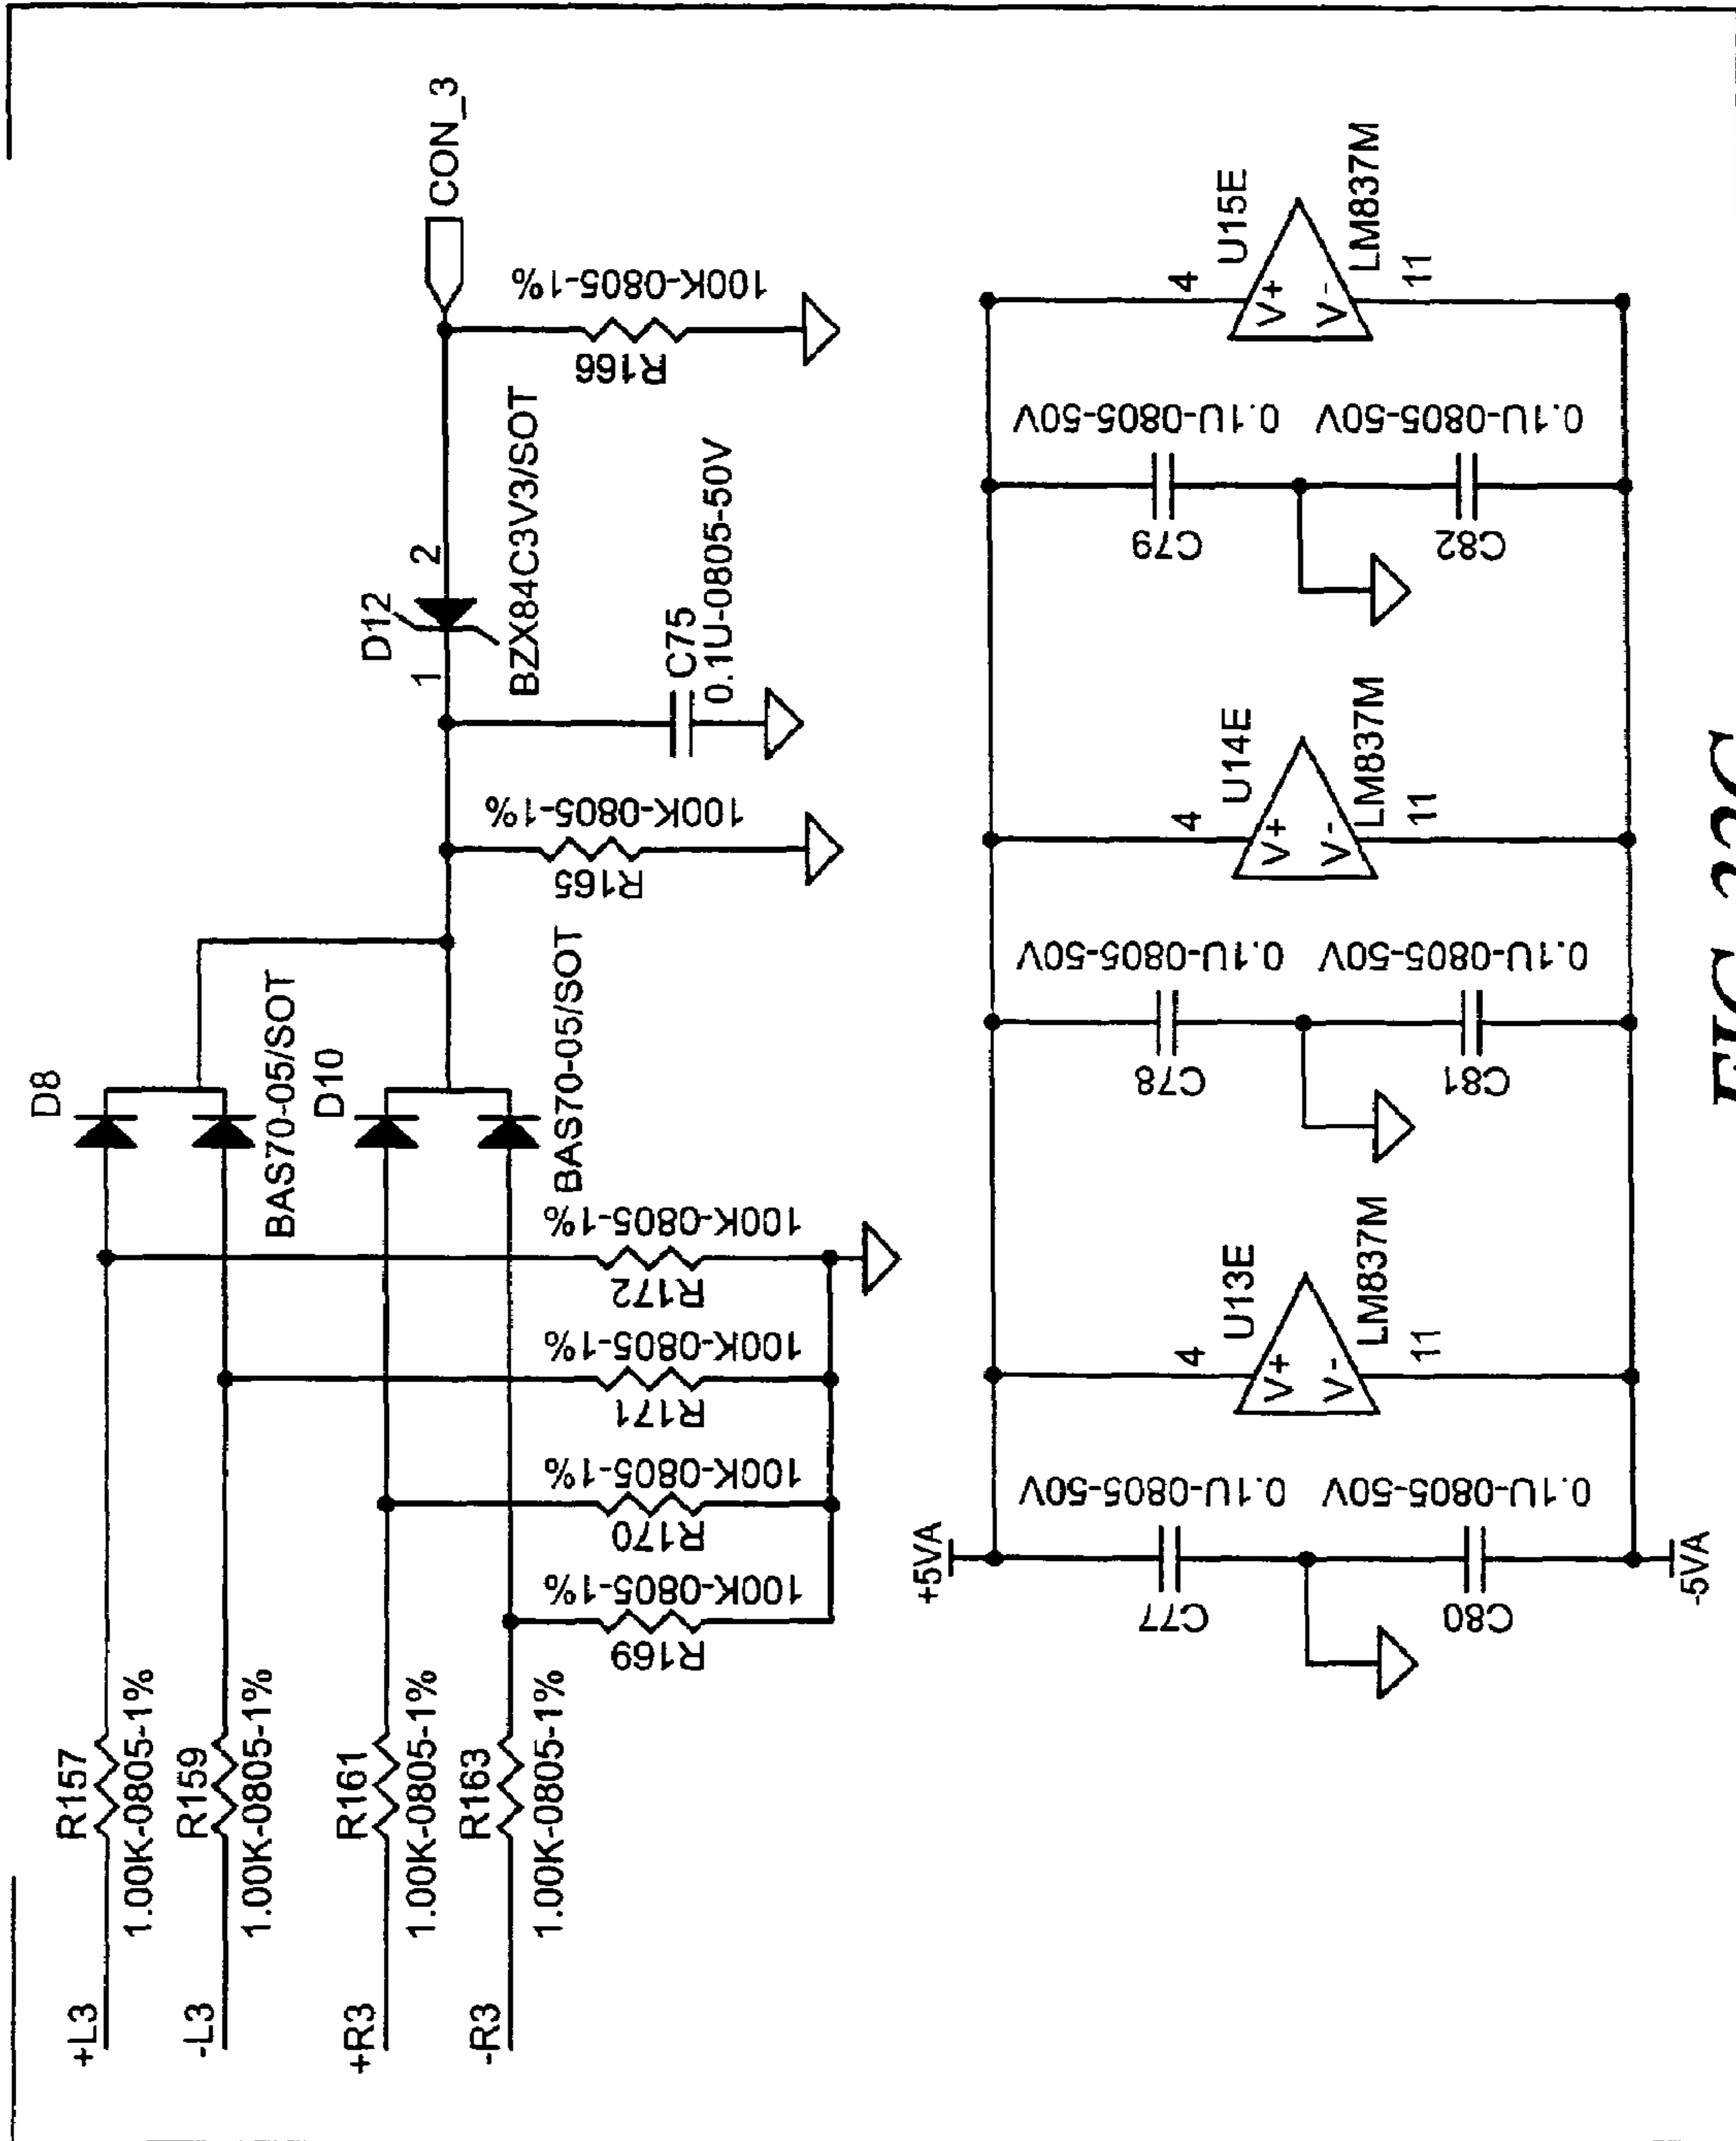 +L3
R157
1.00K-0805-1%
-L3
R159
1.00K-0805-1%
+R3
R161
1.00K-0805-1%
-R3
R163
1.00K-0805-1%
R169
100K-0805-1%
R170
100K-0805-1%
R171
100K-0805-1%
R172
100K-0805-1%
D8
BAS70-05/SOT
D10
BAS70-05/SOT
R165
100K-0805-1%
C75
0.1U-0805-50V
D12
1
2
BZX84C3V3/SOT
R166
100K-0805-1%
CON_3
+5VA
C77
0.1U-0805-50V
C80
0.1U-0805-50V
-5VA
4
U13E
V+
V-
LM837M
11
C78
0.1U-0805-50V
C81
0.1U-0805-50V
4
U14E
V+
V-
LM837M
11
C79
0.1U-0805-50V
C82
0.1U-0805-50V
4
U15E
V+
V-
LM837M
11